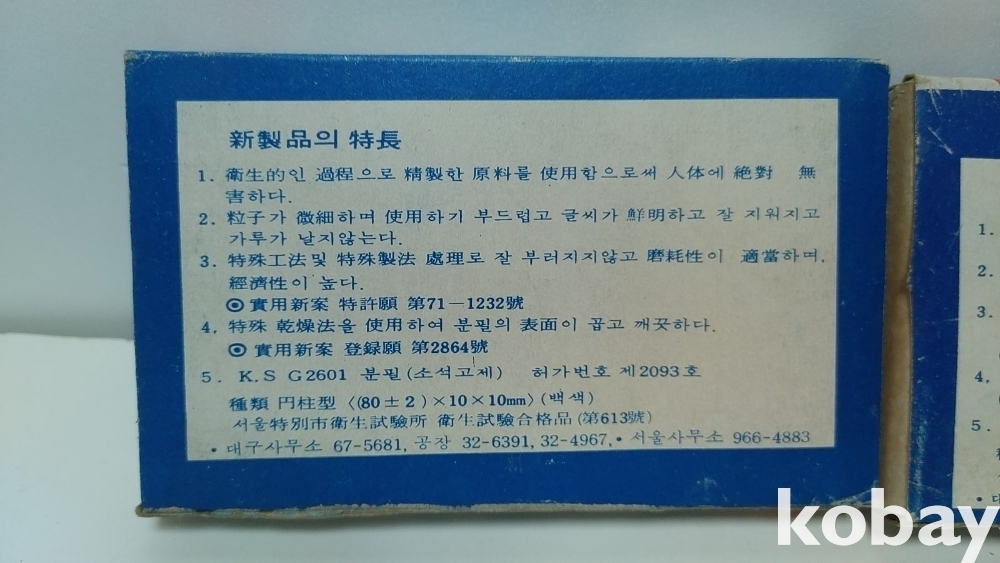 新製品의 特長
1. 衛生的인 過程으로 精製한 原料를 使用함으로써 人体에 絶對 無
害하다.
2. 粒子가 微細하며 使用하기 부드럽고 글씨가 鮮明하고 잘 지워지고
가루가 날지않는다.
3. 特殊工法및 特殊製法 處理로 잘 부러지지않고 磨耗性이 適當하며,
經濟性이 높다.
◎ 實用新案 特許願 第71-1232號
4. 特殊 乾燥法을 使用하여 분필의 表面이 곱고 깨끗하다.
◎ 實用新案 登録願 第2864號
5. K.S G2601 분필(소석고제) 허가번호 제2093호
種類 円柱型 〈(80±2)×10×10mm〉(백색)
서울特別市衛生試驗所 衛生試驗合格品(第613號)
• 대구사무소 67-5681, 공장 32-6391, 32-4967, • 서울사무소 966-4883
1.
2.
3.
4.
5.
kobay